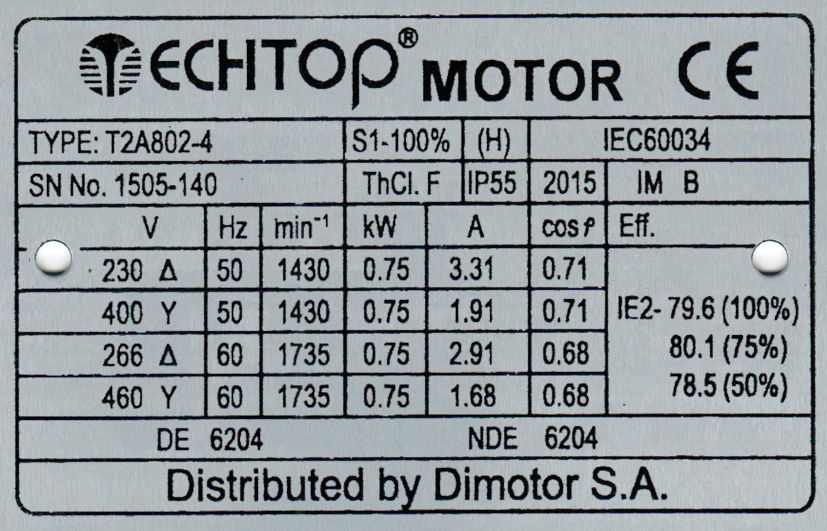 TECHTOP® MOTOR CE
TYPE: T2A802-4 S1-100% (H) IEC60034
SN No. 1505-140 ThCl. F IP55 2015 IM B
V Hz min⁻¹ kW A cos ρ Eff.
230 Δ 50 1430 0.75 3.31 0.71
400 Y 50 1430 0.75 1.91 0.71 IE2- 79.6 (100%)
266 Δ 60 1735 0.75 2.91 0.68 80.1 (75%)
460 Y 60 1735 0.75 1.68 0.68 78.5 (50%)
DE 6204 NDE 6204
Distributed by Dimotor S.A.